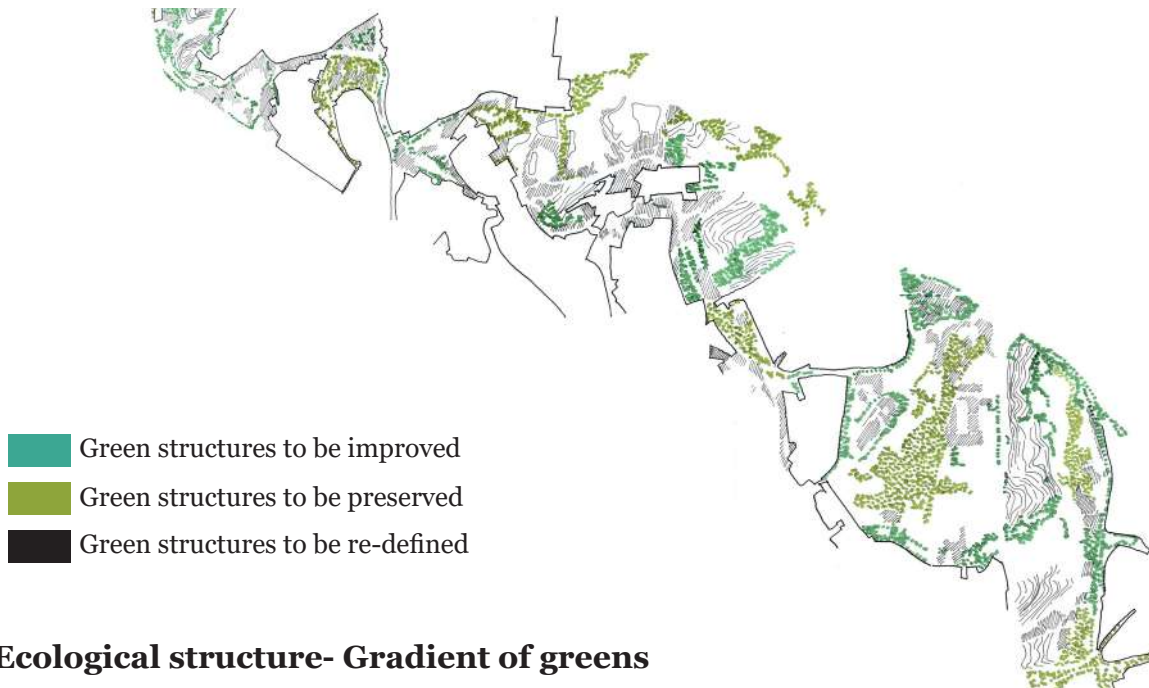 Green structures to be improved
Green structures to be preserved
Green structures to be re-defined
Ecological structure- Gradient of greens